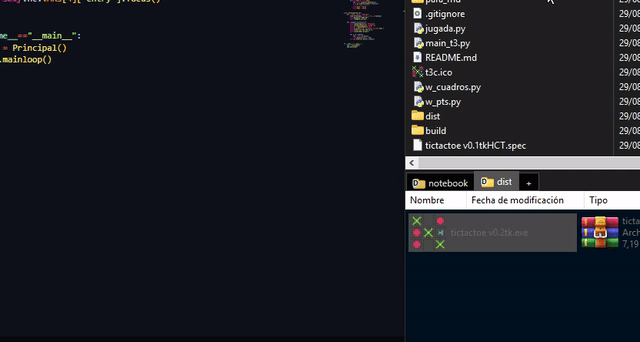 me__=="__main__":
= Principal()
.mainloop()
.gitignore
jugada.py
main_t3.py
README.md
t3c.ico
w_cuadros.py
w_pts.py
dist
build
tictactoe v0.1tkHCT.spec
29/08
29/08
29/08
29/08
29/08
29/08
29/08
29/08
29/08
29/08
notebook
dist
+
Nombre
Fecha de modificación
Tipo
tictactoe v0.2tk.exe
ticta
Arch
7,19